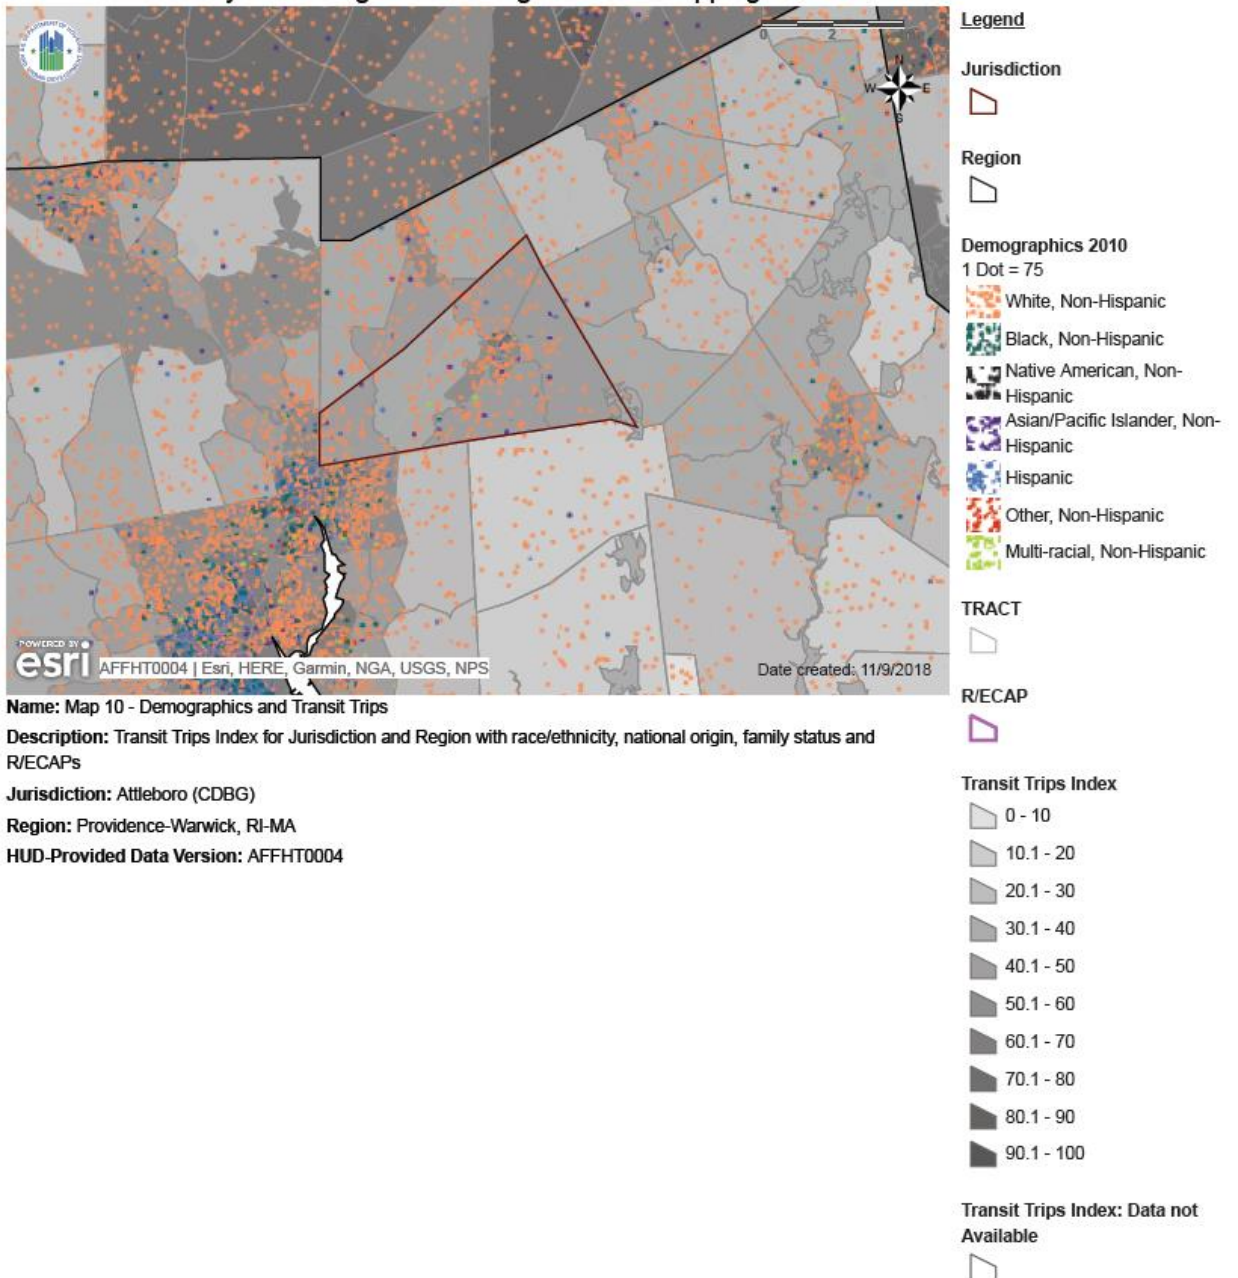 0 2
N
W E
S
POWERED BY
esri AFFHT0004 | Esri, HERE, Garmin, NGA, USGS, NPS
Date created: 11/9/2018
Name: Map 10 - Demographics and Transit Trips
Description: Transit Trips Index for Jurisdiction and Region with race/ethnicity, national origin, family status and
R/ECAPs
Jurisdiction: Attleboro (CDBG)
Region: Providence-Warwick, RI-MA
HUD-Provided Data Version: AFFHT0004
Legend
Jurisdiction
Region
Demographics 2010
1 Dot = 75
White, Non-Hispanic
Black, Non-Hispanic
Native American, Non-
Hispanic
Asian/Pacific Islander, Non-
Hispanic
Hispanic
Other, Non-Hispanic
Multi-racial, Non-Hispanic
TRACT
R/ECAP
Transit Trips Index
0 - 10
10.1 - 20
20.1 - 30
30.1 - 40
40.1 - 50
50.1 - 60
60.1 - 70
70.1 - 80
80.1 - 90
90.1 - 100
Transit Trips Index: Data not
Available